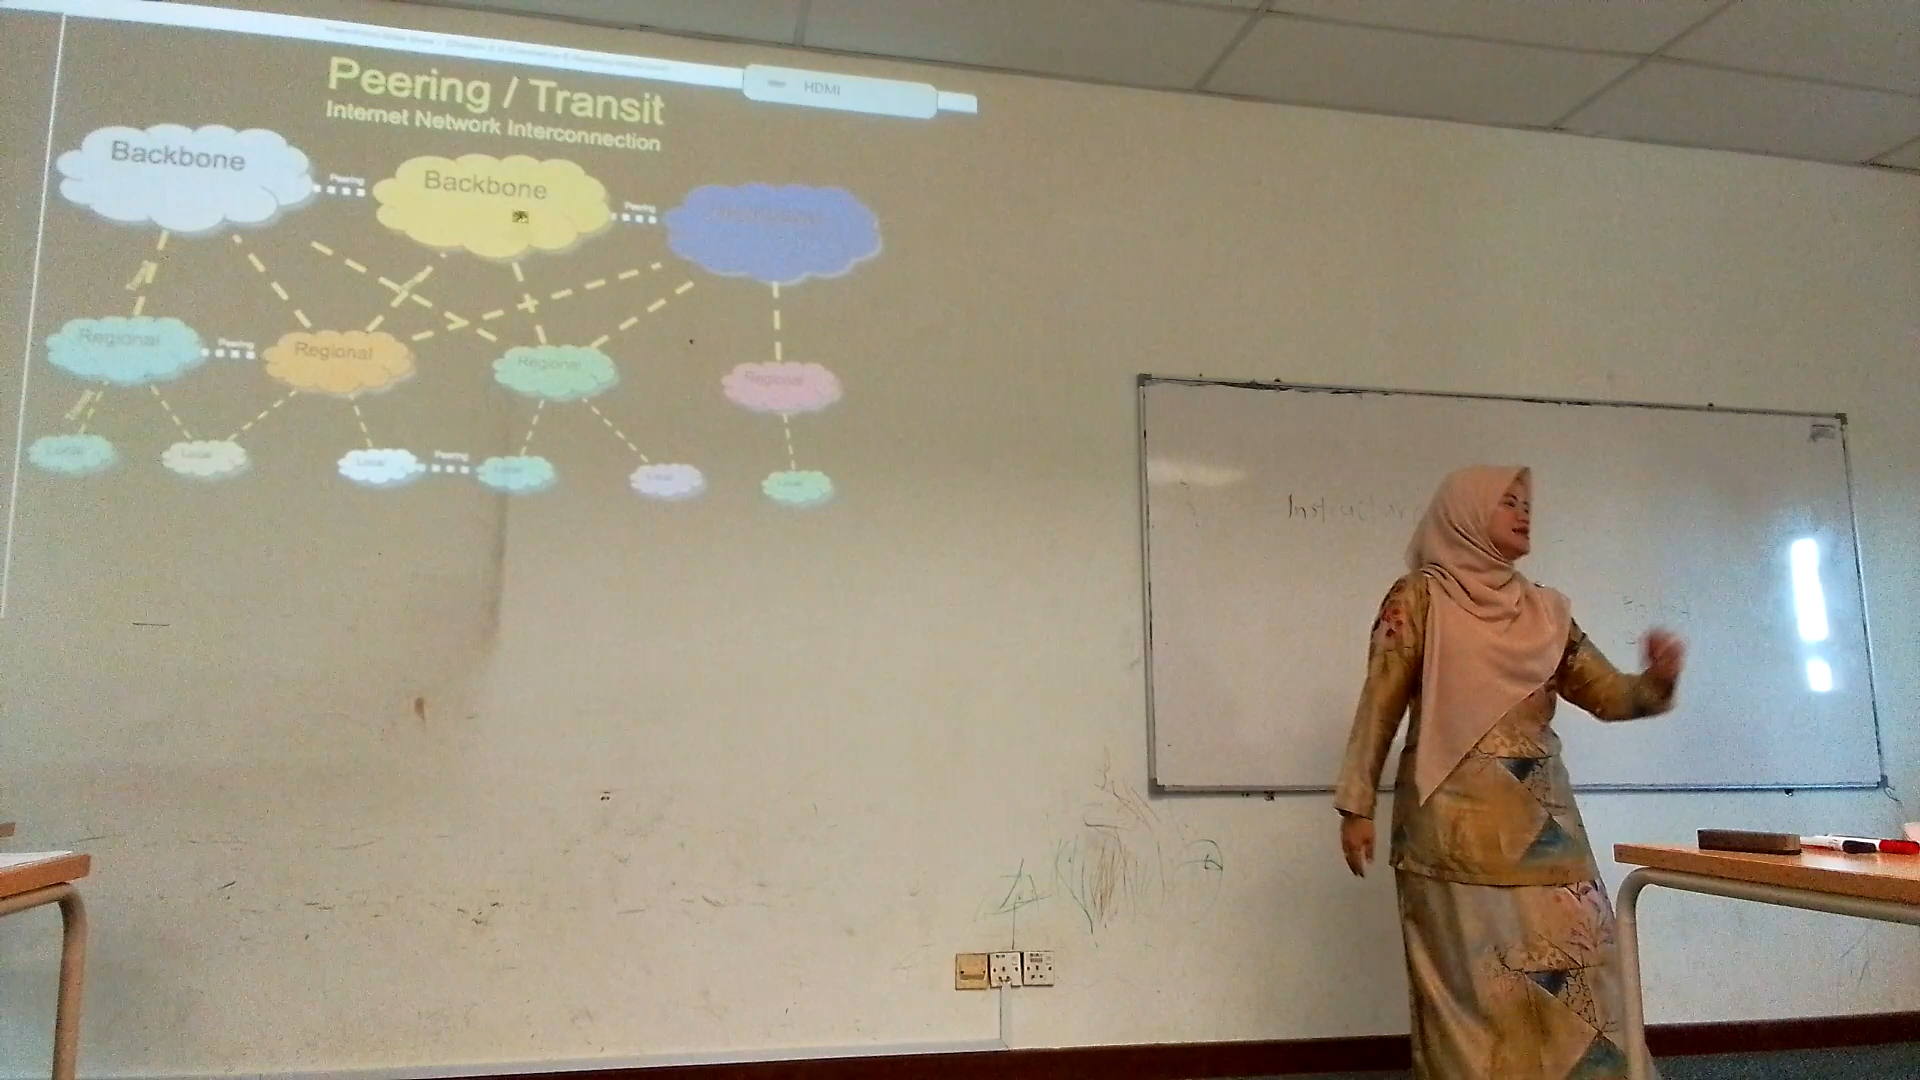 HDMI
Peering / Transit
Internet Network Interconnection
Backbone
Peering
Backbone
Peering
Regional
Peering
Regional
Regional
Regional
Local
Local
Local
Peering
Local
Local
Local